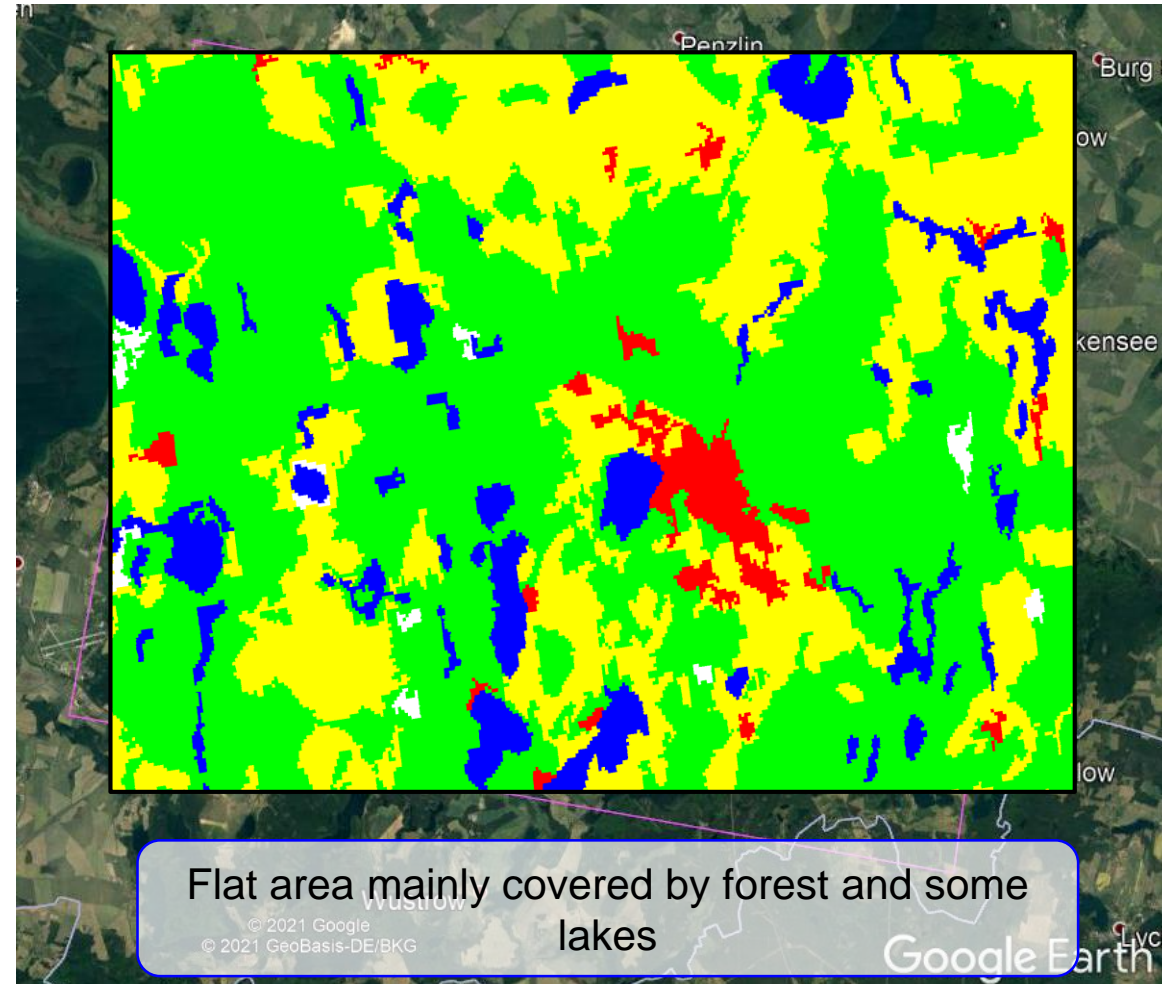 Penzlin
Burg
ow
kensee
low
Flat area mainly covered by forest and some
lakes
Wustrow
© 2021 Google
© 2021 GeoBasis-DE/BKG
Google Earth
Lyc